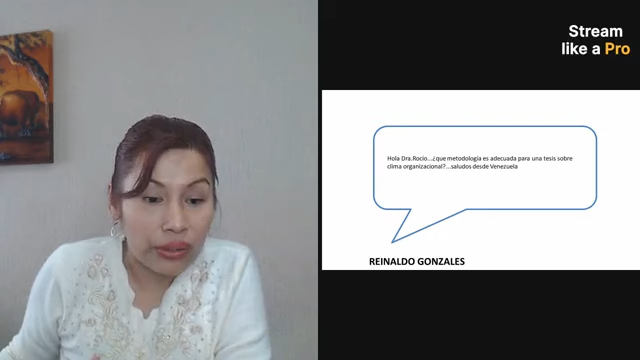 Stream
like a Pro
Hola Dra.Rocio...¿que metodologia es adecuada para una tesis sobre
clima organizacional?...saludos desde Venezuela
REINALDO GONZALES